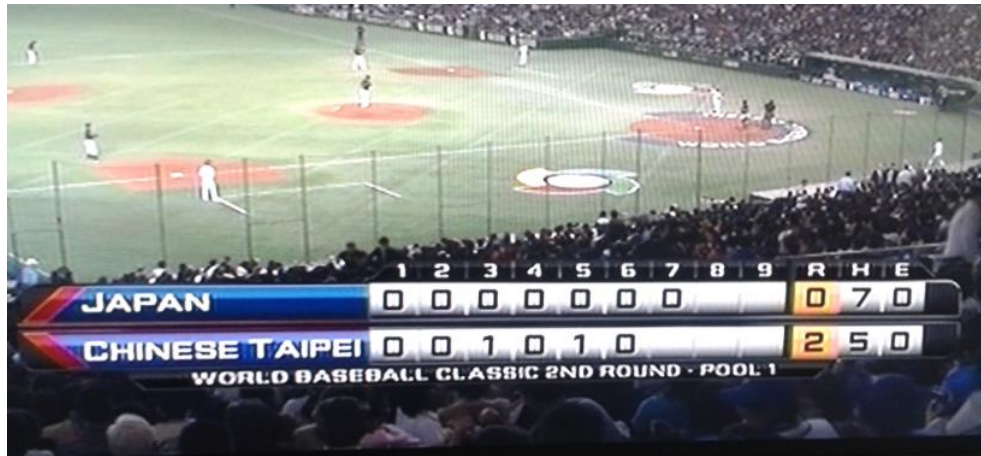 WORLD
1 2 3 4 5 6 7 8 9 R H E
JAPAN 0 0 0 0 0 0 0 0 7 0
CHINESE TAIPEI 0 0 1 0 1 0 2 5 0
WORLD BASEBALL CLASSIC 2ND ROUND - POOL 1